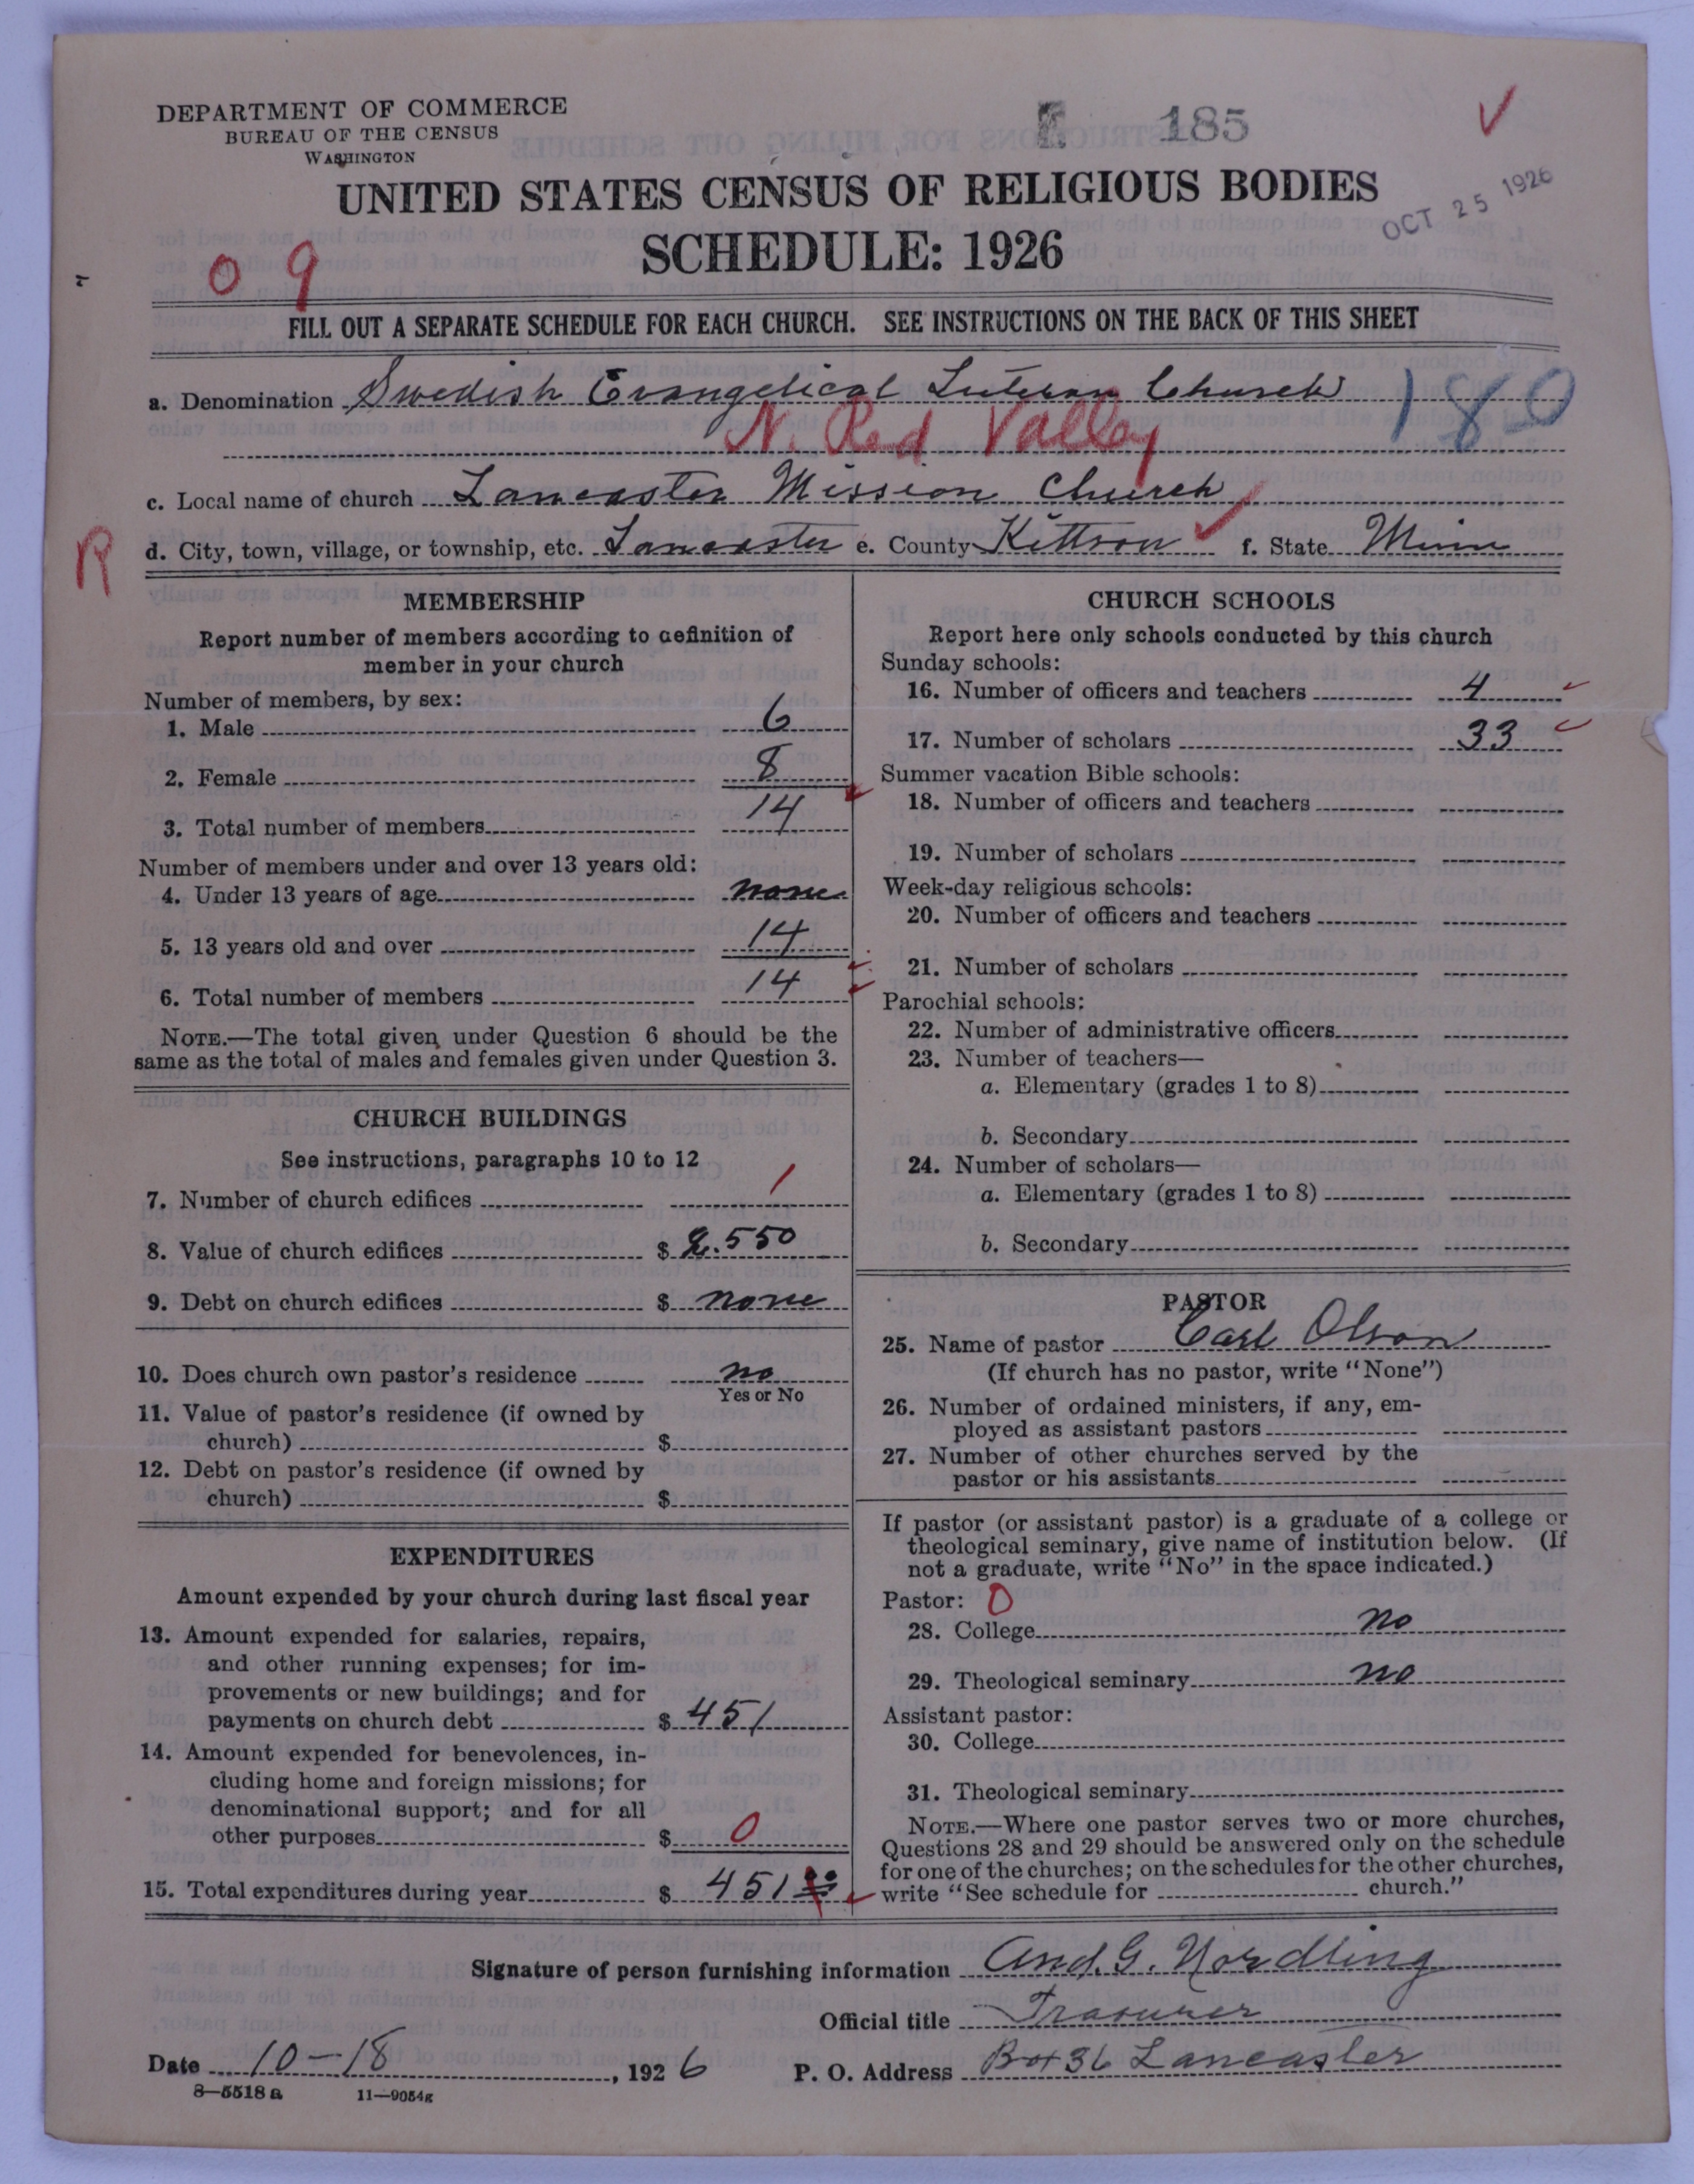 DEPARTMENT OF COMMERCE
BUREAU OF THE CENSUS
WASHINGTON
185
OCT 25 1926
UNITED STATES CENSUS OF RELIGIOUS BODIES
SCHEDULE: 1926
0 9
FILL OUT A SEPARATE SCHEDULE FOR EACH CHURCH. SEE INSTRUCTIONS ON THE BACK OF THIS SHEET
a. Denomination Swedish Evangelical Luteran Church 180
N. Red Valley
c. Local name of church Lancaster Mission Church
R
d. City, town, village, or township, etc. Lancaster e. County Kittson f. State Minn
MEMBERSHIP
Report number of members according to definition of
member in your church
Number of members, by sex:
1. Male 6
2. Female 8
3. Total number of members 14
Number of members under and over 13 years old:
4. Under 13 years of age none
5. 13 years old and over 14
6. Total number of members 14
NOTE.—The total given under Question 6 should be the
same as the total of males and females given under Question 3.
CHURCH BUILDINGS
See instructions, paragraphs 10 to 12
7. Number of church edifices 1
8. Value of church edifices $ 2.550
9. Debt on church edifices $ none
10. Does church own pastor's residence no
Yes or No
11. Value of pastor's residence (if owned by
church) $
12. Debt on pastor's residence (if owned by
church) $
EXPENDITURES
Amount expended by your church during last fiscal year
13. Amount expended for salaries, repairs,
and other running expenses; for im-
provements or new buildings; and for
payments on church debt $ 451
14. Amount expended for benevolences, in-
cluding home and foreign missions; for
denominational support; and for all
other purposes $ 0
15. Total expenditures during year $ 451
CHURCH SCHOOLS
Report here only schools conducted by this church
Sunday schools:
16. Number of officers and teachers 4
17. Number of scholars 33
Summer vacation Bible schools:
18. Number of officers and teachers
19. Number of scholars
Week-day religious schools:
20. Number of officers and teachers
21. Number of scholars
Parochial schools:
22. Number of administrative officers
23. Number of teachers—
a. Elementary (grades 1 to 8)
b. Secondary
24. Number of scholars—
a. Elementary (grades 1 to 8)
b. Secondary
PASTOR
25. Name of pastor Carl Olson
(If church has no pastor, write "None")
26. Number of ordained ministers, if any, em-
ployed as assistant pastors
27. Number of other churches served by the
pastor or his assistants
If pastor (or assistant pastor) is a graduate of a college or
theological seminary, give name of institution below. (If
not a graduate, write "No" in the space indicated.)
Pastor: 0
28. College no
29. Theological seminary no
Assistant pastor:
30. College
31. Theological seminary
NOTE.—Where one pastor serves two or more churches,
Questions 28 and 29 should be answered only on the schedule
for one of the churches; on the schedules for the other churches,
write "See schedule for church."
Signature of person furnishing information And. G. Nordling
Official title Trasurer
Date 10-18, 1926 P. O. Address Box 36 Lancaster
8—5518 a 11—9054g